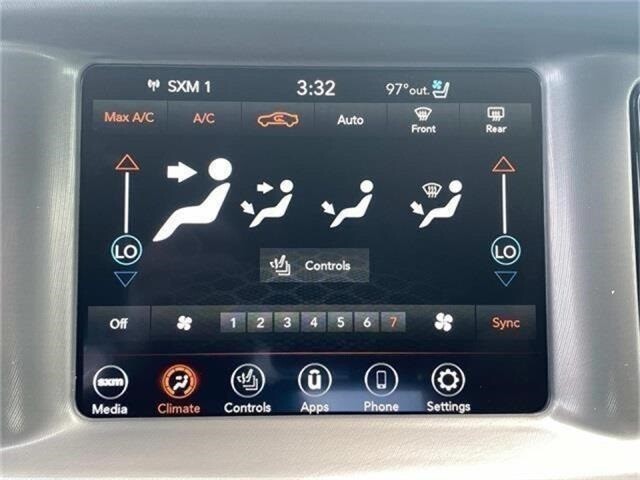 SXM 1 3:32 97° out.
Max A/C A/C Auto Front Rear
LO LO
Controls
Off 1 2 3 4 5 6 7 Sync
sxm ū
Media Climate Controls Apps Phone Settings